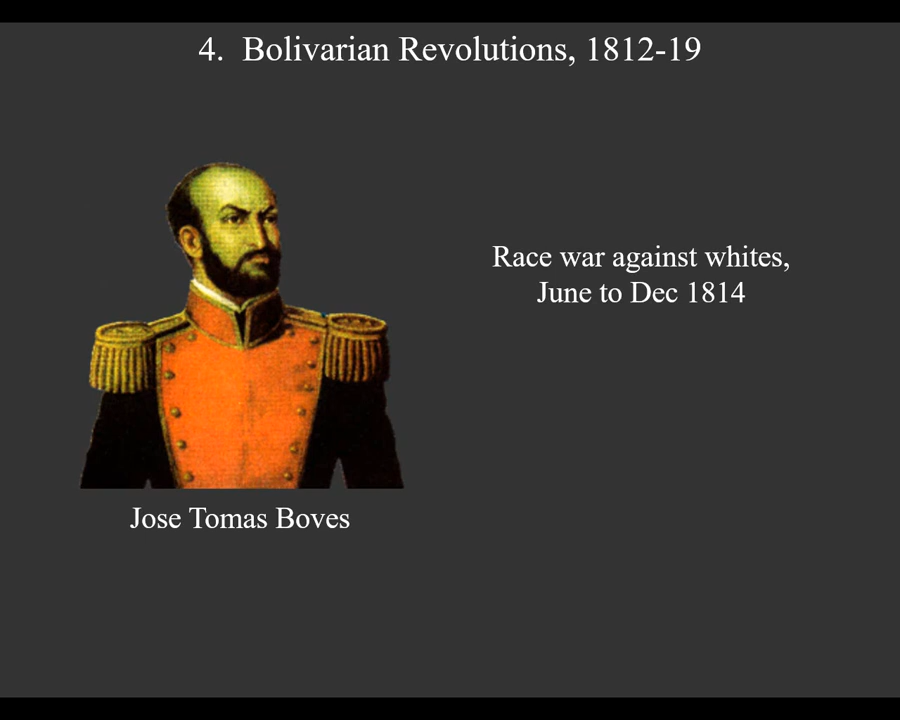 4. Bolivarian Revolutions, 1812-19
Race war against whites,
June to Dec 1814
Jose Tomas Boves